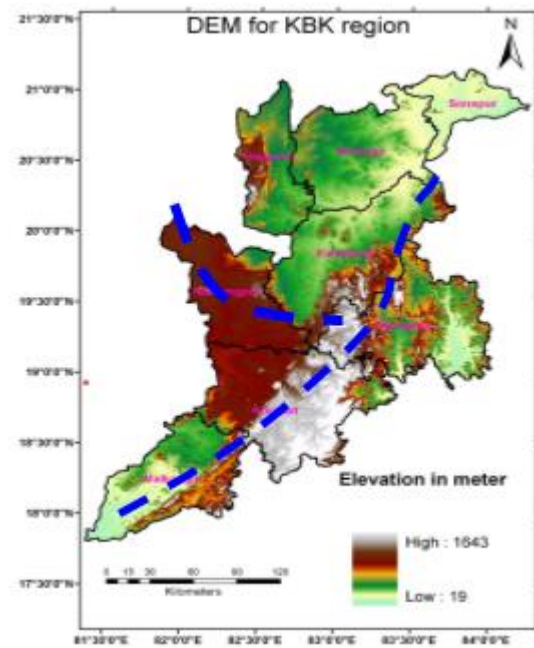 DEM for KBK region
N
21°30'0"N
21°0'0"N
20°30'0"N
20°0'0"N
19°30'0"N
19°0'0"N
18°30'0"N
18°0'0"N
17°30'0"N
Sonapur
Elevation in meter
High : 1643
Low : 19
0 15 30 60 90 120
Kilometers
81°30'0"E 82°0'0"E 82°30'0"E 83°0'0"E 83°30'0"E 84°0'0"E